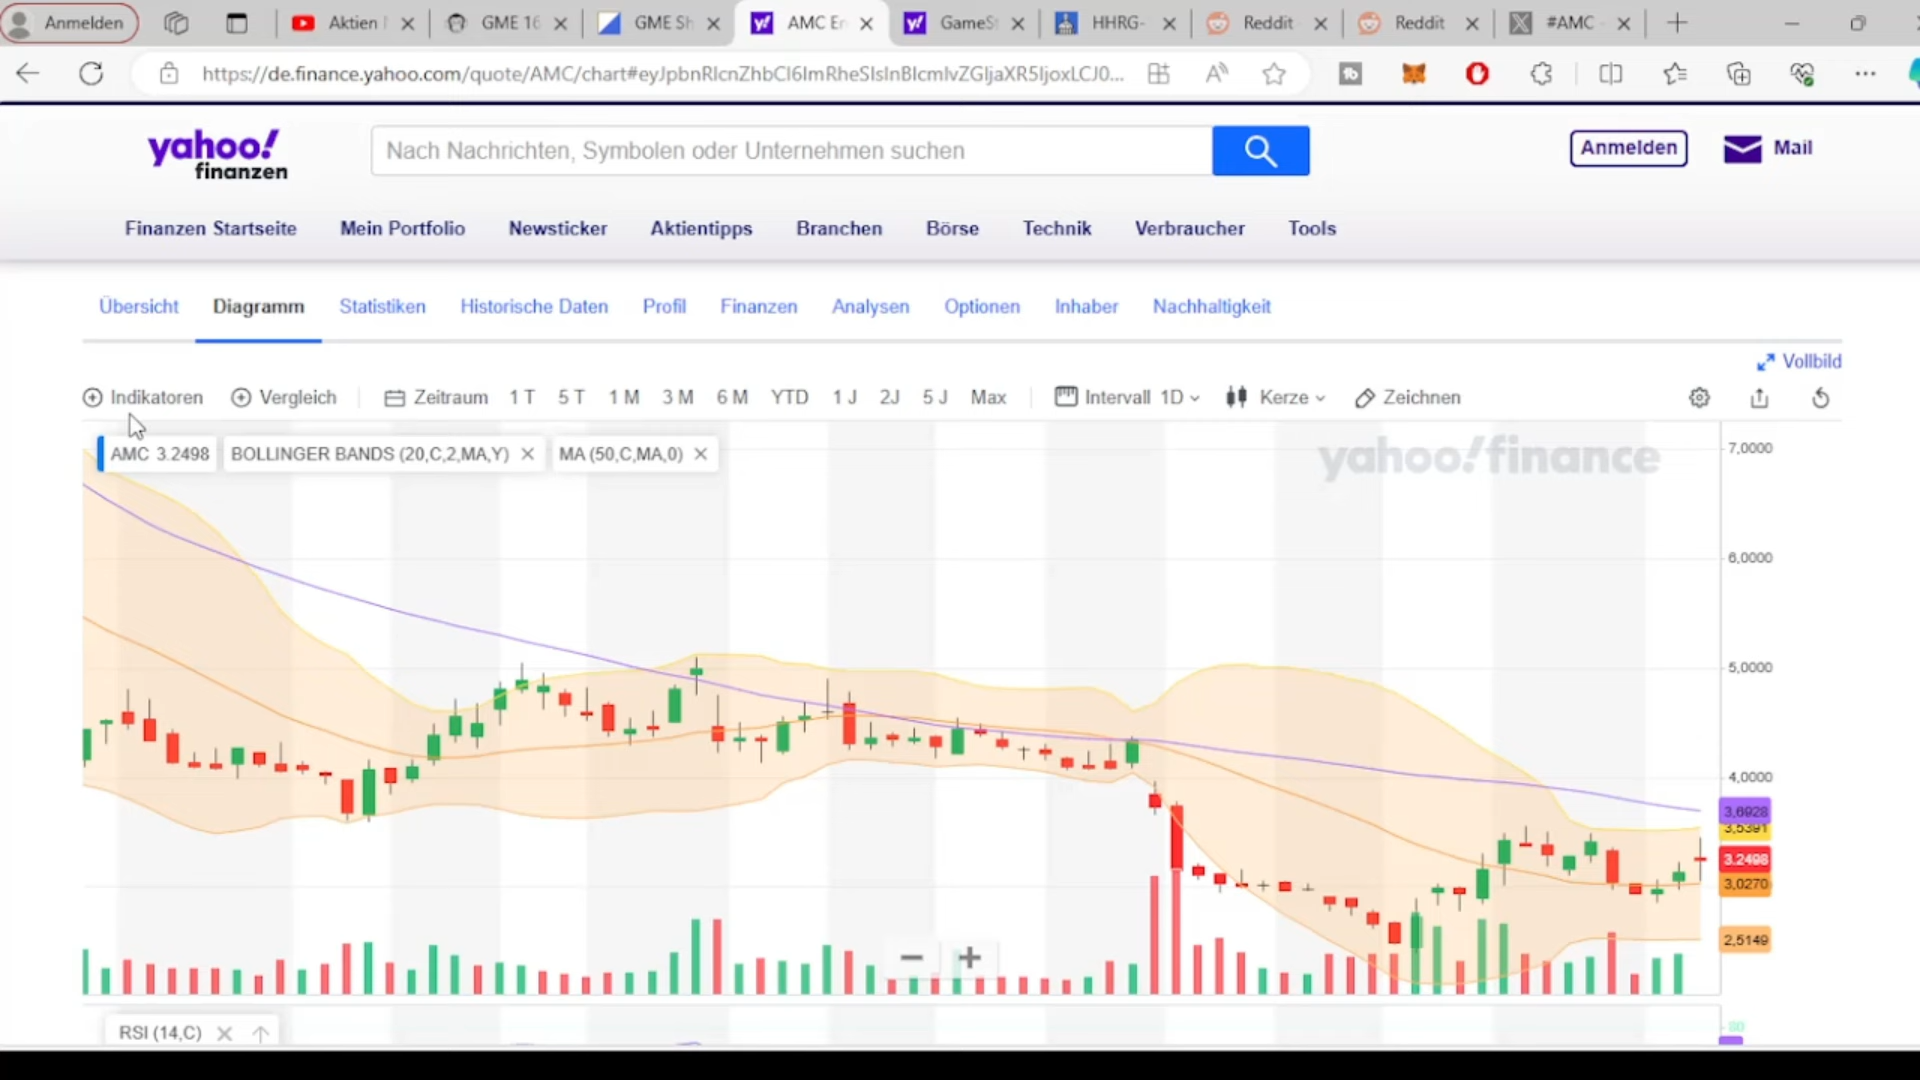 Anmelden
Aktien
GME 16
GME Sh
AMC En
GameSt
HHRG-
Reddit
Reddit
#AMC
https://de.finance.yahoo.com/quote/AMC/chart#eyJpbnRlcnZhbCI6ImRheSIsInBlcmlvZGljaXR5IjoxLCJ0...
yahoo!
finanzen
Nach Nachrichten, Symbolen oder Unternehmen suchen
Anmelden
Mail
Finanzen Startseite
Mein Portfolio
Newsticker
Aktientipps
Branchen
Börse
Technik
Verbraucher
Tools
Übersicht
Diagramm
Statistiken
Historische Daten
Profil
Finanzen
Analysen
Optionen
Inhaber
Nachhaltigkeit
Vollbild
Indikatoren
Vergleich
Zeitraum
1 T
5 T
1 M
3 M
6 M
YTD
1 J
2J
5 J
Max
Intervall 1D
Kerze
Zeichnen
AMC 3.2498
BOLLINGER BANDS (20,C,2,MA,Y)
MA (50,C,MA,0)
yahoo!finance
7,0000
6,0000
5,0000
4,0000
3,6928
3,5391
3.2498
3,0270
2,5149
RSI (14,C)
80